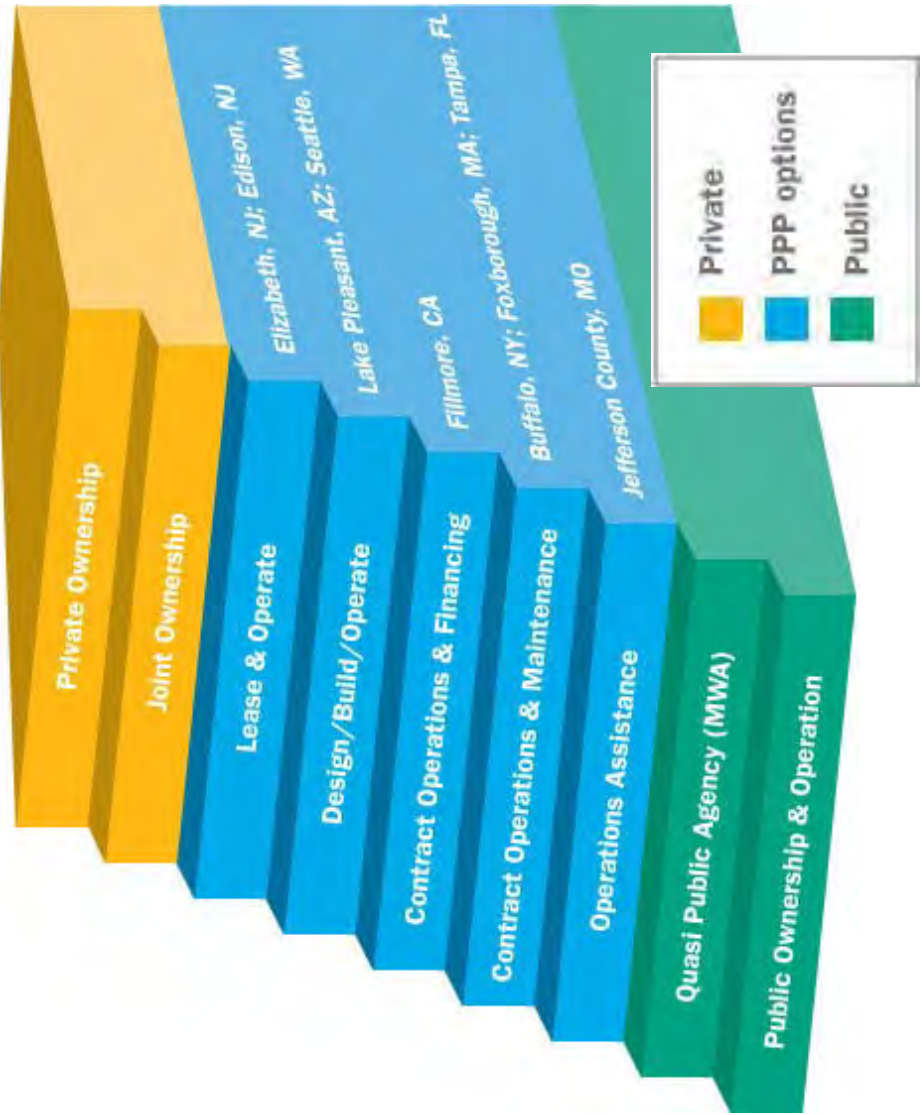 Private Ownership
Joint Ownership
Lease & Operate
Elizabeth, NJ; Edison, NJ
Design/Build/Operate
Lake Pleasant, AZ; Seattle, WA
Contract Operations & Financing
Fillmore, CA
Contract Operations & Maintenance
Buffalo, NY; Foxborough, MA; Tampa, FL
Operations Assistance
Jefferson County, MO
Quasi Public Agency (MWA)
Public Ownership & Operation
Private
PPP options
Public